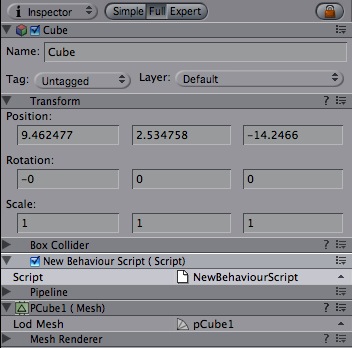 Inspector Simple Full Expert
Cube ?
Name: Cube
Tag: Untagged Layer: Default
Transform ?
Position:
9.462477 2.534758 -14.2466
Rotation:
-0 0 0
Scale:
1 1 1
Box Collider ?
New Behaviour Script (Script)
Script NewBehaviourScript
Pipeline ?
PCube1 (Mesh) ?
Lod Mesh pCube1
Mesh Renderer ?